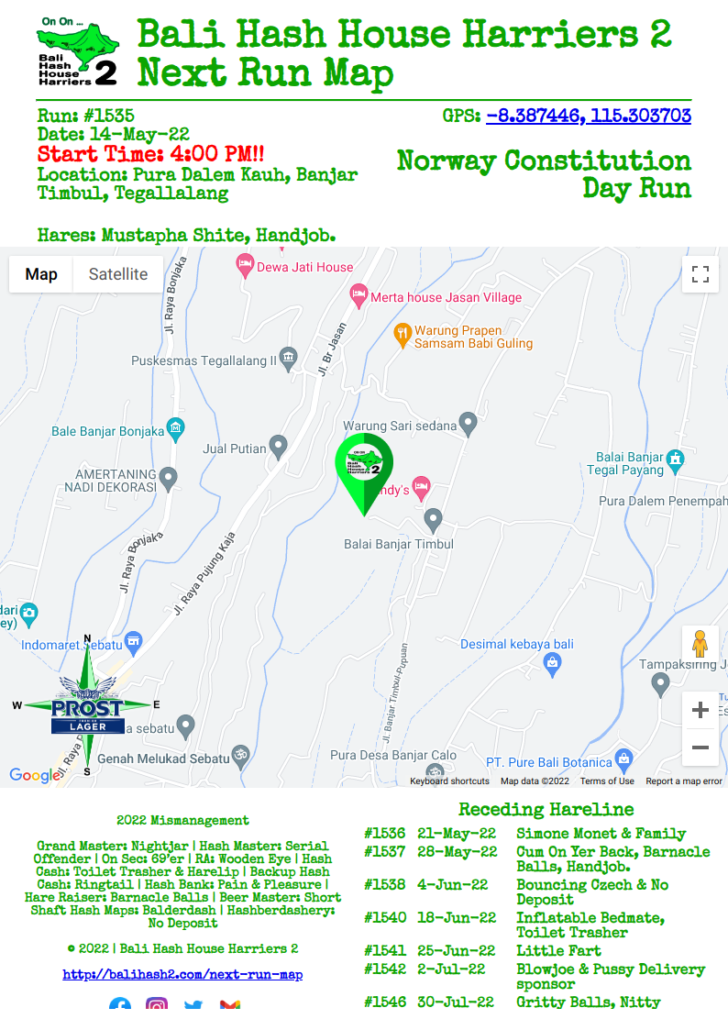 On On ...
Bali
Hash
House
Harriers 2
Bali Hash House Harriers 2
Next Run Map
Run: #1535
GPS: -8.387446, 115.303703
Date: 14-May-22
Start Time: 4:00 PM!!
Location: Pura Dalem Kauh, Banjar
Timbul, Tegallalang
Norway Constitution
Day Run
Hares: Mustapha Shite, Handjob.
Map
Satellite
Dewa Jati House
Jl. Raya Bonjaka
Merta house Jasan Village
Jl. Br Jasan
Warung Prapen
Samsam Babi Guling
Puskesmas Tegallalang II
Warung Sari sedana
Bale Banjar Bonjaka
Jual Putian
ON ON
2
Balai Banjar
Tegal Payang
AMERTANING
NADI DEKORASI
ndy's
Pura Dalem Penempah
Balai Banjar Timbul
Jl. Raya Bonjaka
Jl. Raya Pujung Kaja
dari
ey)
N
Indomaret Sebatu
Desimal kebaya bali
Jl. Banjar Timbul-Pupuan
Tampaksiring J
W
PROST
LAGER
E
S
a sebatu
Genah Melukad Sebatu
Pura Desa Banjar Calo
PT. Pure Bali Botanica
Tu
Es
Google
Jl. Raya P
Keyboard shortcuts
Map data ©2022
Terms of Use
Report a map error
2022 Mismanagement
Grand Master: Nightjar | Hash Master: Serial
Offender | On Sec: 69'er | RA: Wooden Eye | Hash
Cash: Toilet Trasher & Harelip | Backup Hash
Cash: Ringtail | Hash Bank: Pain & Pleasure |
Hare Raiser: Barnacle Balls | Beer Master: Short
Shaft Hash Maps: Balderdash | Hashberdashery:
No Deposit
© 2022 | Bali Hash House Harriers 2
http://balihash2.com/next-run-map
Receding Hareline
#1536 21-May-22 Simone Monet & Family
#1537 28-May-22 Cum On Yer Back, Barnacle
Balls, Handjob.
#1538 4-Jun-22 Bouncing Czech & No
Deposit
#1540 18-Jun-22 Inflatable Bedmate,
Toilet Trasher
#1541 25-Jun-22 Little Fart
#1542 2-Jul-22 Blowjoe & Pussy Delivery
sponsor
#1546 30-Jul-22 Gritty Balls, Nitty